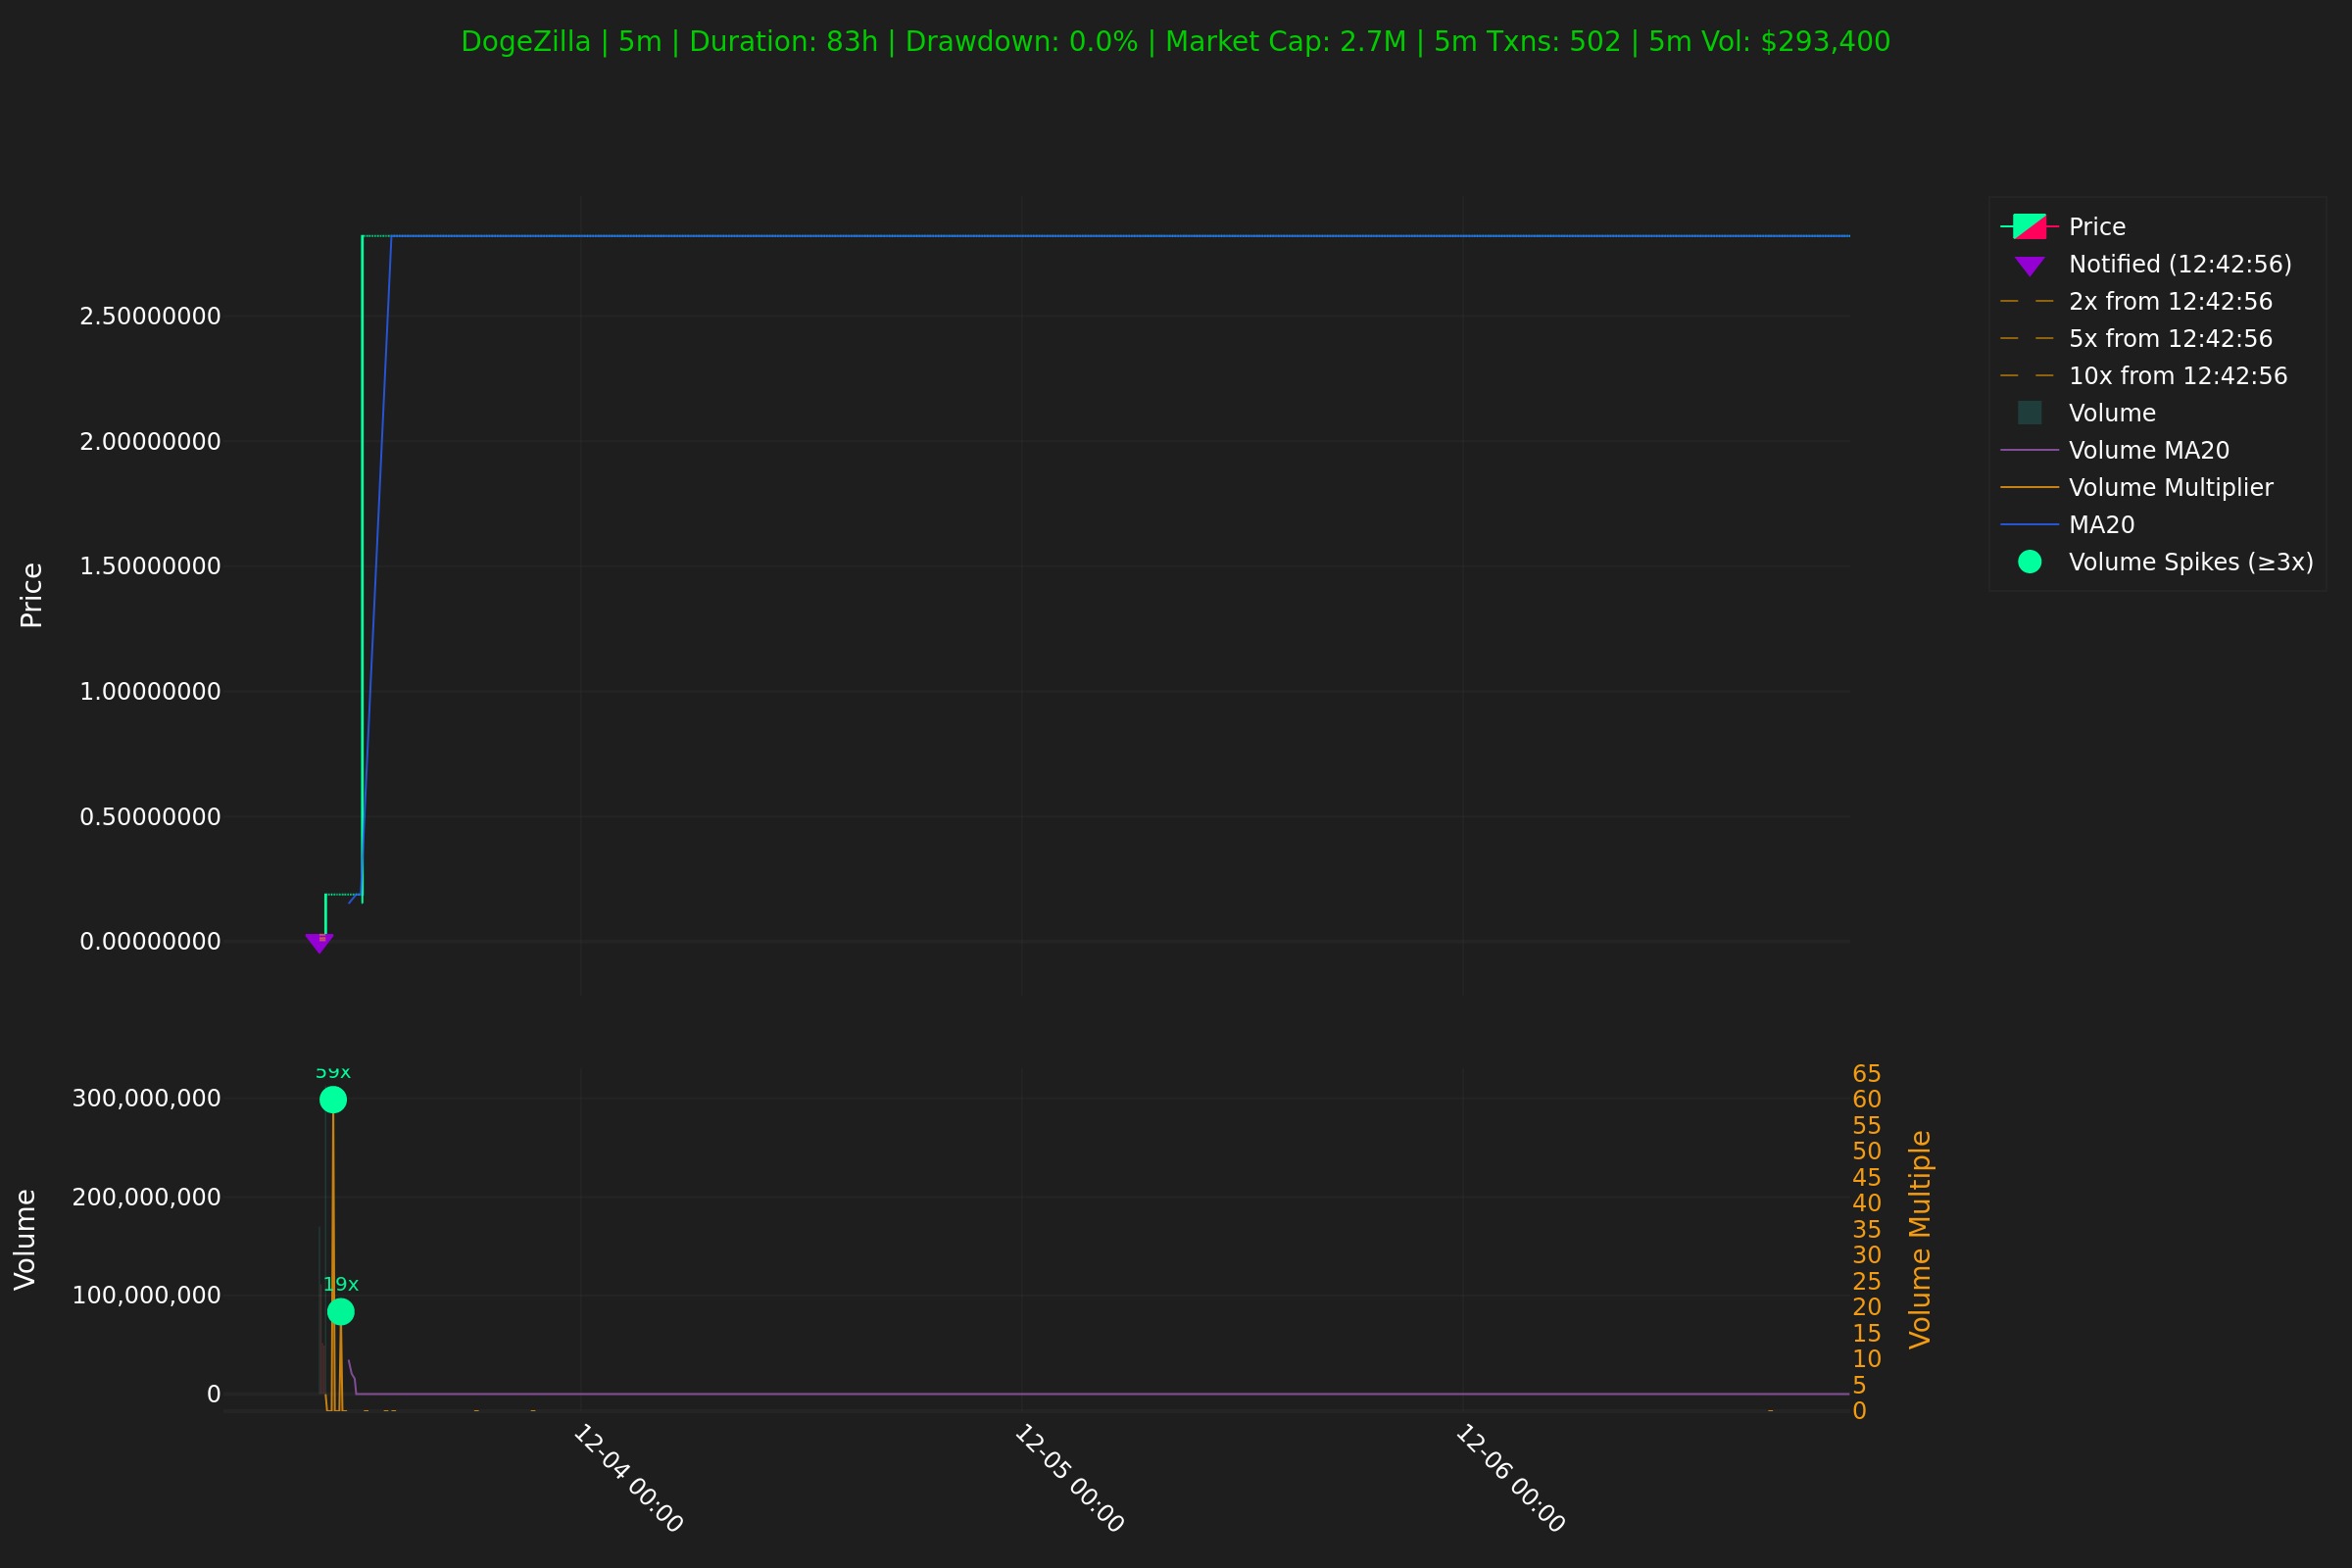 DogeZilla | 5m | Duration: 83h | Drawdown: 0.0% | Market Cap: 2.7M | 5m Txns: 502 | 5m Vol: $293,400
Price
2.50000000
2.00000000
1.50000000
1.00000000
0.50000000
0.00000000
Price
Notified (12:42:56)
2x from 12:42:56
5x from 12:42:56
10x from 12:42:56
Volume
Volume MA20
Volume Multiplier
MA20
Volume Spikes (≥3x)
Volume
300,000,000
200,000,000
100,000,000
0
59x
19x
65
60
55
50
45
40
35
30
25
20
15
10
5
0
Volume Multiple
12-04 00:00
12-05 00:00
12-06 00:00